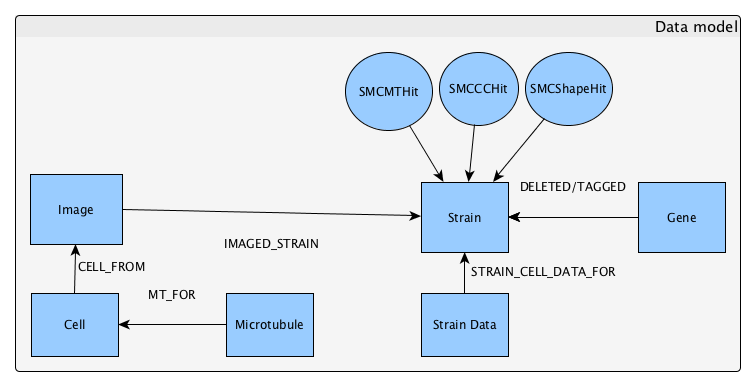 Data model
SMCMTHit
SMCCCHit
SMCShapeHit
Image
Strain
DELETED/TAGGED
Gene
IMAGED_STRAIN
CELL_FROM
STRAIN_CELL_DATA_FOR
MT_FOR
Cell
Microtubule
Strain Data